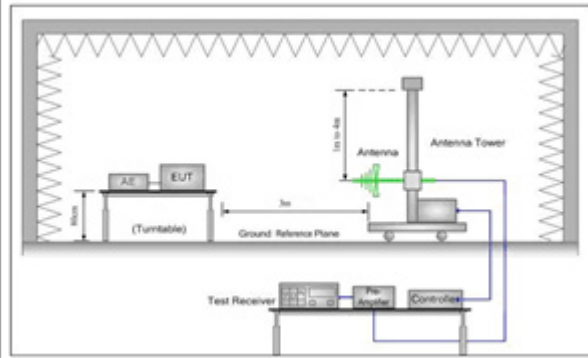 1m to 4m
Antenna
Antenna Tower
AE
EUT
80cm
3m
(Turntable)
Ground Reference Plane
Test Receiver
Pre-
Amplifier
Controller